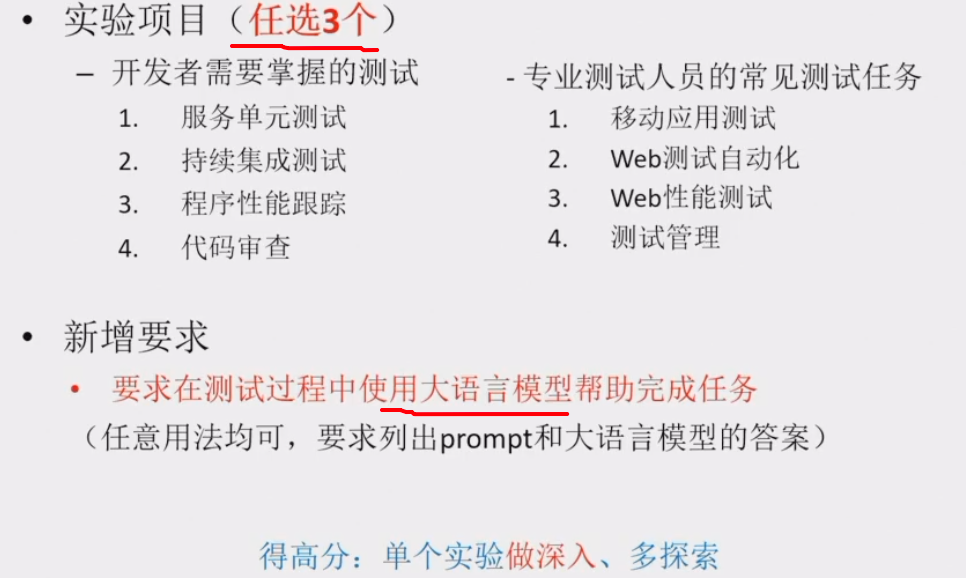 • 实验项目（任选3个）
– 开发者需要掌握的测试
1. 服务单元测试
2. 持续集成测试
3. 程序性能跟踪
4. 代码审查
- 专业测试人员的常见测试任务
1. 移动应用测试
2. Web测试自动化
3. Web性能测试
4. 测试管理
• 新增要求
• 要求在测试过程中使用大语言模型帮助完成任务
（任意用法均可，要求列出prompt和大语言模型的答案）
得高分：单个实验做深入、多探索